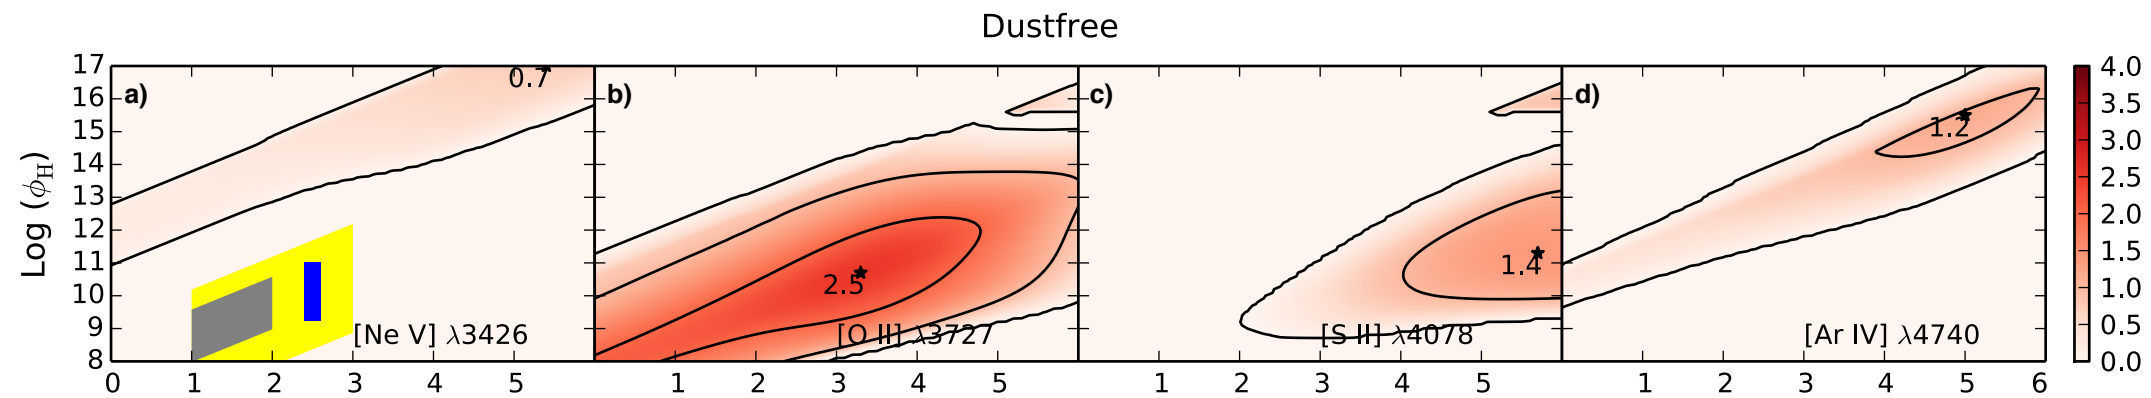 Dustfree
Log (ϕH)
17
16
15
14
13
12
11
10
9
8
a)
0.7
[Ne V] λ3426
0 1 2 3 4 5
b)
2.5
[O II] λ3727
1 2 3 4 5
c)
1.4
[S II] λ4078
1 2 3 4 5
d)
1.2
[Ar IV] λ4740
1 2 3 4 5 6
4.0
3.5
3.0
2.5
2.0
1.5
1.0
0.5
0.0